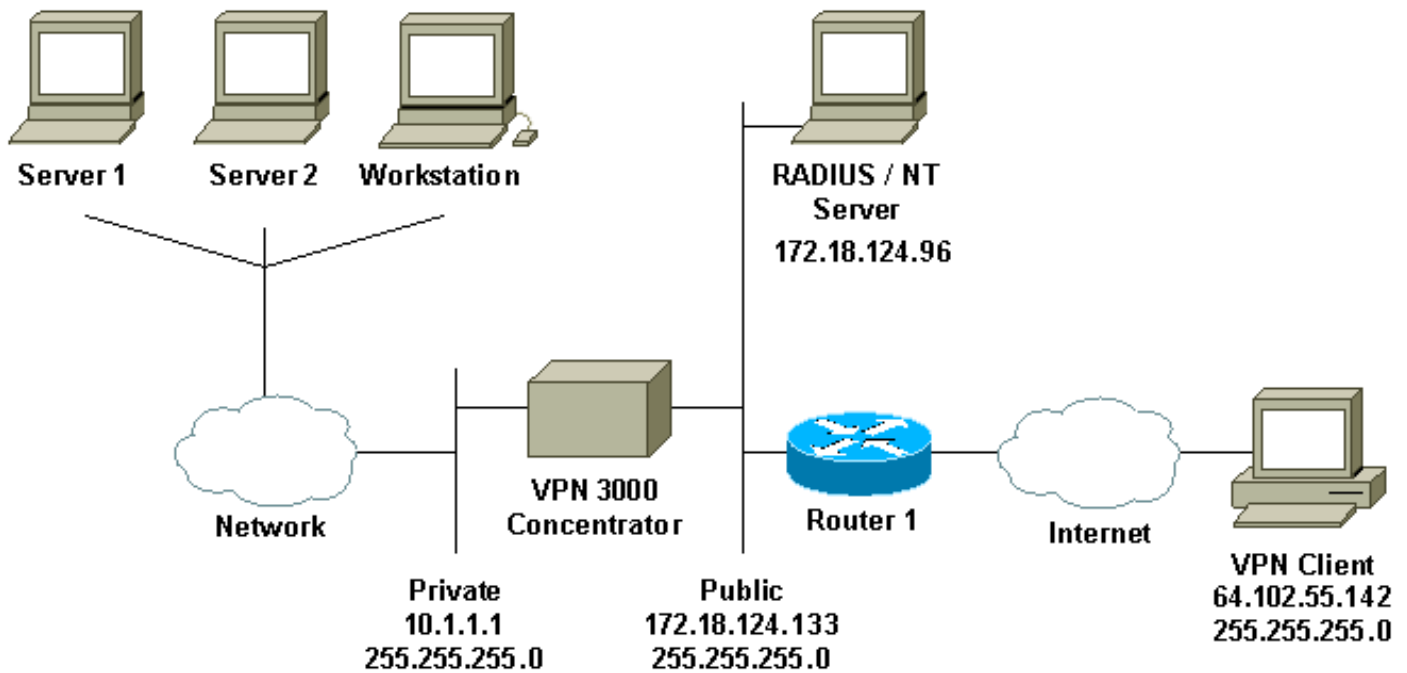 Server 1
Server 2
Workstation
RADIUS / NT
Server
172.18.124.96
Network
VPN 3000
Concentrator
Router 1
Internet
VPN Client
64.102.55.142
255.255.255.0
Private
10.1.1.1
255.255.255.0
Public
172.18.124.133
255.255.255.0